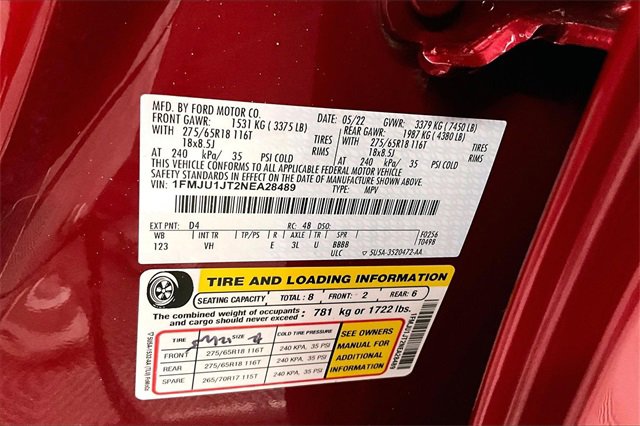 MFD. BY FORD MOTOR CO.
DATE: 05/22 GVWR: 3379 KG (7450 LB)
FRONT GAWR: 1531 KG (3375 LB) REAR GAWR: 1987 KG (4380 LB)
WITH 275/65R18 116T TIRES WITH 275/65R18 116T TIRES
18x8.5J RIMS 18x8.5J RIMS
AT 240 kPa/ 35 PSI COLD AT 240 kPa/ 35 PSI COLD
THIS VEHICLE CONFORMS TO ALL APPLICABLE FEDERAL MOTOR VEHICLE
SAFETY STANDARDS IN EFFECT ON THE DATE OF MANUFACTURE SHOWN ABOVE.
VIN: 1FMJU1JT2NEA28489 TYPE: MPV
EXT PNT: D4 RC: 48 DSO:
WB INT TR TP/PS R AXLE TR SPR F0256
123 VH E 3L U BBBB T0498
ULC 5U5A-3520472-AA
TIRE AND LOADING INFORMATION
SEATING CAPACITY TOTAL: 8 FRONT: 2 REAR: 6
The combined weight of occupants
and cargo should never exceed: 781 kg or 1722 lbs.
TIRE SIZE COLD TIRE PRESSURE
FRONT 275/65R18 116T 240 KPA, 35 PSI
REAR 275/65R18 116T 240 KPA, 35 PSI
SPARE 265/70R17 115T 240 KPA, 35 PSI
SEE OWNERS
MANUAL FOR
ADDITIONAL
INFORMATION
1FMJU1JT2NEA28489